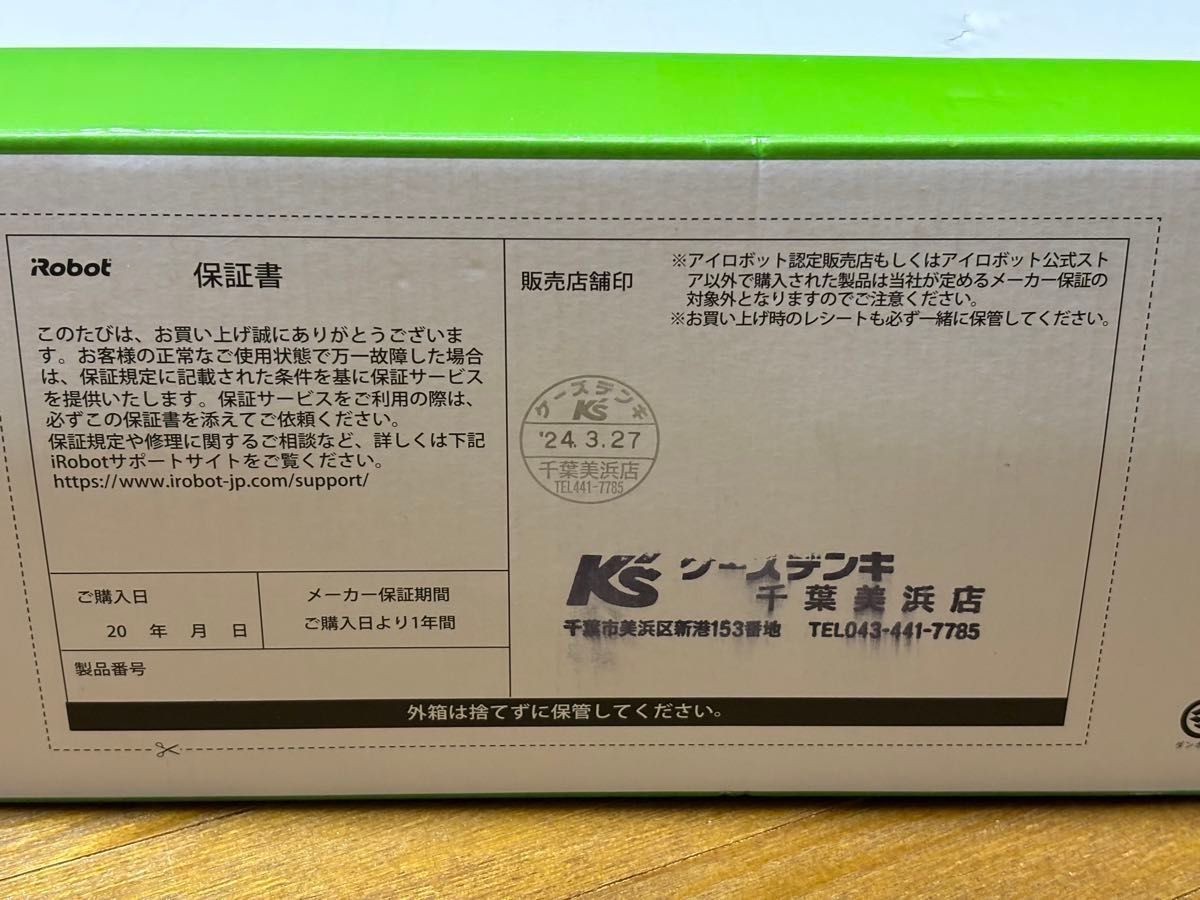 iRobot
保証書
このたびは、お買い上げ誠にありがとうございま
す。お客様の正常なご使用状態で万一故障した場合
は、保証規定に記載された条件を基に保証サービス
を提供いたします。保証サービスをご利用の際は、
必ずこの保証書を添えてご依頼ください。
保証規定や修理に関するご相談など、詳しくは下記
iRobotサポートサイトをご覧ください。
https://www.irobot-jp.com/support/
ご購入日
20 年 月 日
メーカー保証期間
ご購入日より1年間
製品番号
販売店舗印
※アイロボット認定販売店もしくはアイロボット公式スト
ア以外で購入された製品は当社が定めるメーカー保証の
対象外となりますのでご注意ください。
※お買い上げ時のレシートも必ず一緒に保管してください。
ケーズデンキ
K's
'24.3.27
千葉美浜店
TEL441-7785
K's ケーズデンキ
千葉美浜店
千葉市美浜区新港153番地 TEL043-441-7785
外箱は捨てずに保管してください。